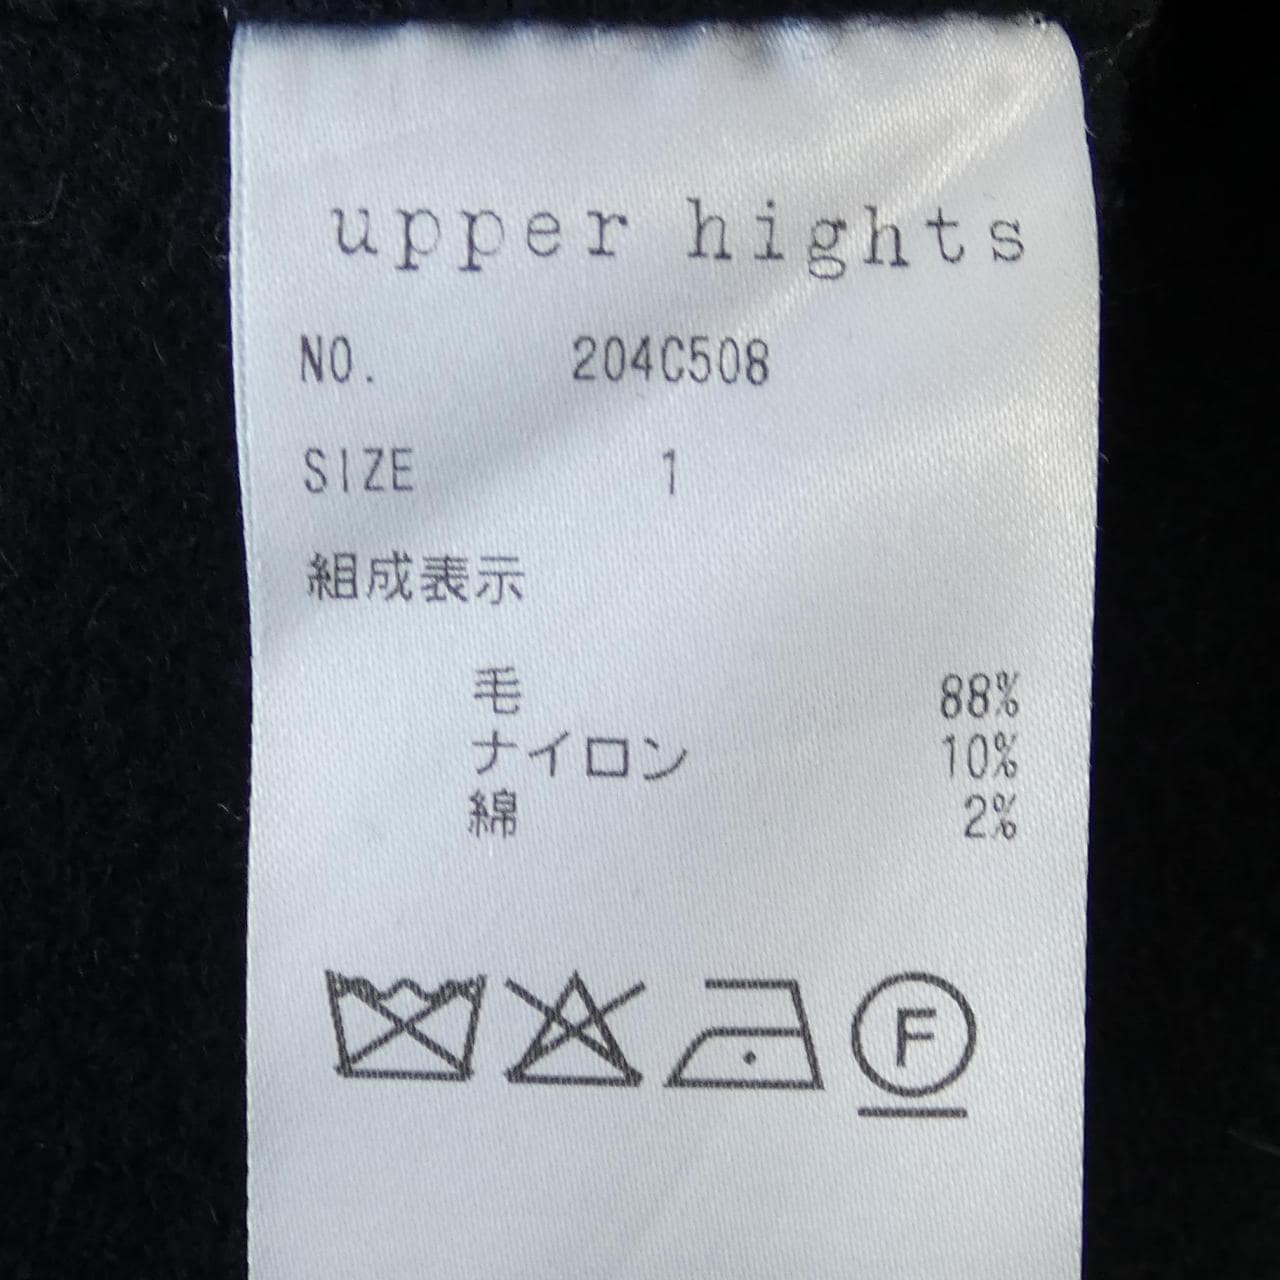 upper hights
NO. 204C508
SIZE 1
組成表示
毛 88%
ナイロン 10%
綿 2%
F